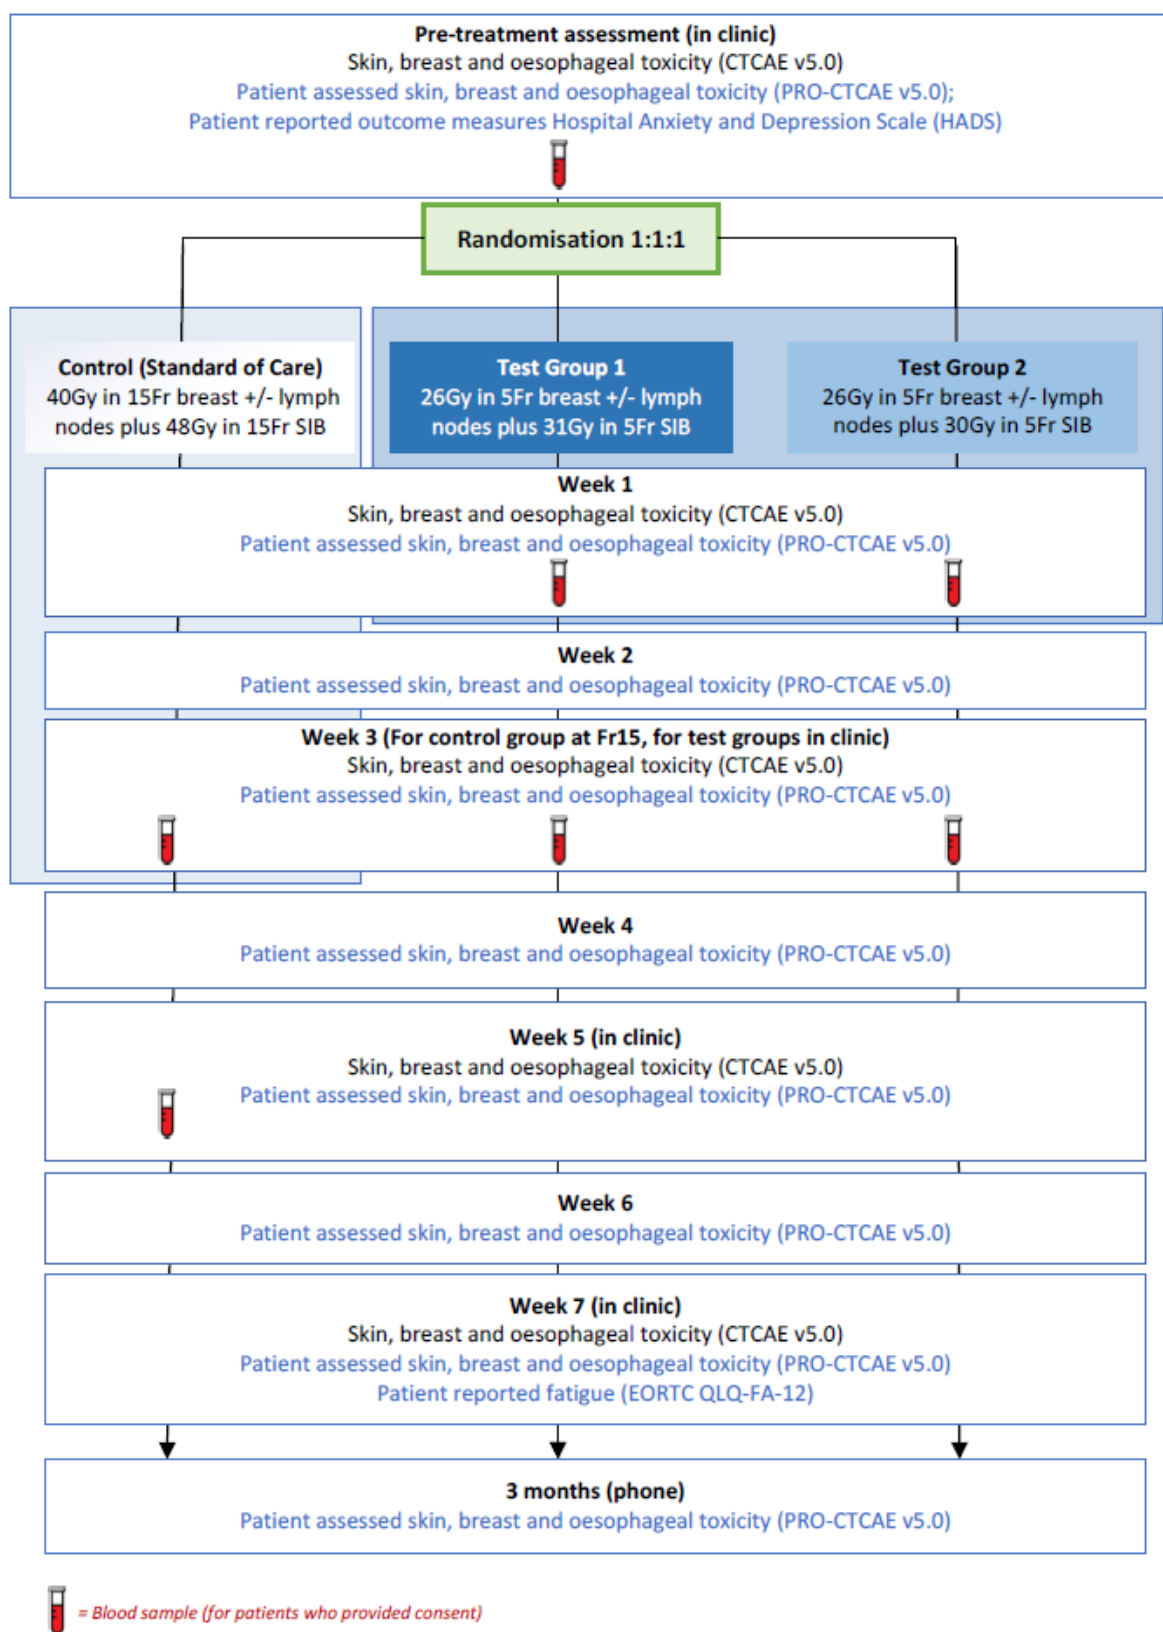 Pre-treatment assessment (in clinic)
Skin, breast and oesophageal toxicity (CTCAE v5.0)
Patient assessed skin, breast and oesophageal toxicity (PRO-CTCAE v5.0);
Patient reported outcome measures Hospital Anxiety and Depression Scale (HADS)
Randomisation 1:1:1
Control (Standard of Care)
40Gy in 15Fr breast +/- lymph
nodes plus 48Gy in 15Fr SIB
Test Group 1
26Gy in 5Fr breast +/- lymph
nodes plus 31Gy in 5Fr SIB
Test Group 2
26Gy in 5Fr breast +/- lymph
nodes plus 30Gy in 5Fr SIB
Week 1
Skin, breast and oesophageal toxicity (CTCAE v5.0)
Patient assessed skin, breast and oesophageal toxicity (PRO-CTCAE v5.0)
Week 2
Patient assessed skin, breast and oesophageal toxicity (PRO-CTCAE v5.0)
Week 3 (For control group at Fr15, for test groups in clinic)
Skin, breast and oesophageal toxicity (CTCAE v5.0)
Patient assessed skin, breast and oesophageal toxicity (PRO-CTCAE v5.0)
Week 4
Patient assessed skin, breast and oesophageal toxicity (PRO-CTCAE v5.0)
Week 5 (in clinic)
Skin, breast and oesophageal toxicity (CTCAE v5.0)
Patient assessed skin, breast and oesophageal toxicity (PRO-CTCAE v5.0)
Week 6
Patient assessed skin, breast and oesophageal toxicity (PRO-CTCAE v5.0)
Week 7 (in clinic)
Skin, breast and oesophageal toxicity (CTCAE v5.0)
Patient assessed skin, breast and oesophageal toxicity (PRO-CTCAE v5.0)
Patient reported fatigue (EORTC QLQ-FA-12)
3 months (phone)
Patient assessed skin, breast and oesophageal toxicity (PRO-CTCAE v5.0)
= Blood sample (for patients who provided consent)